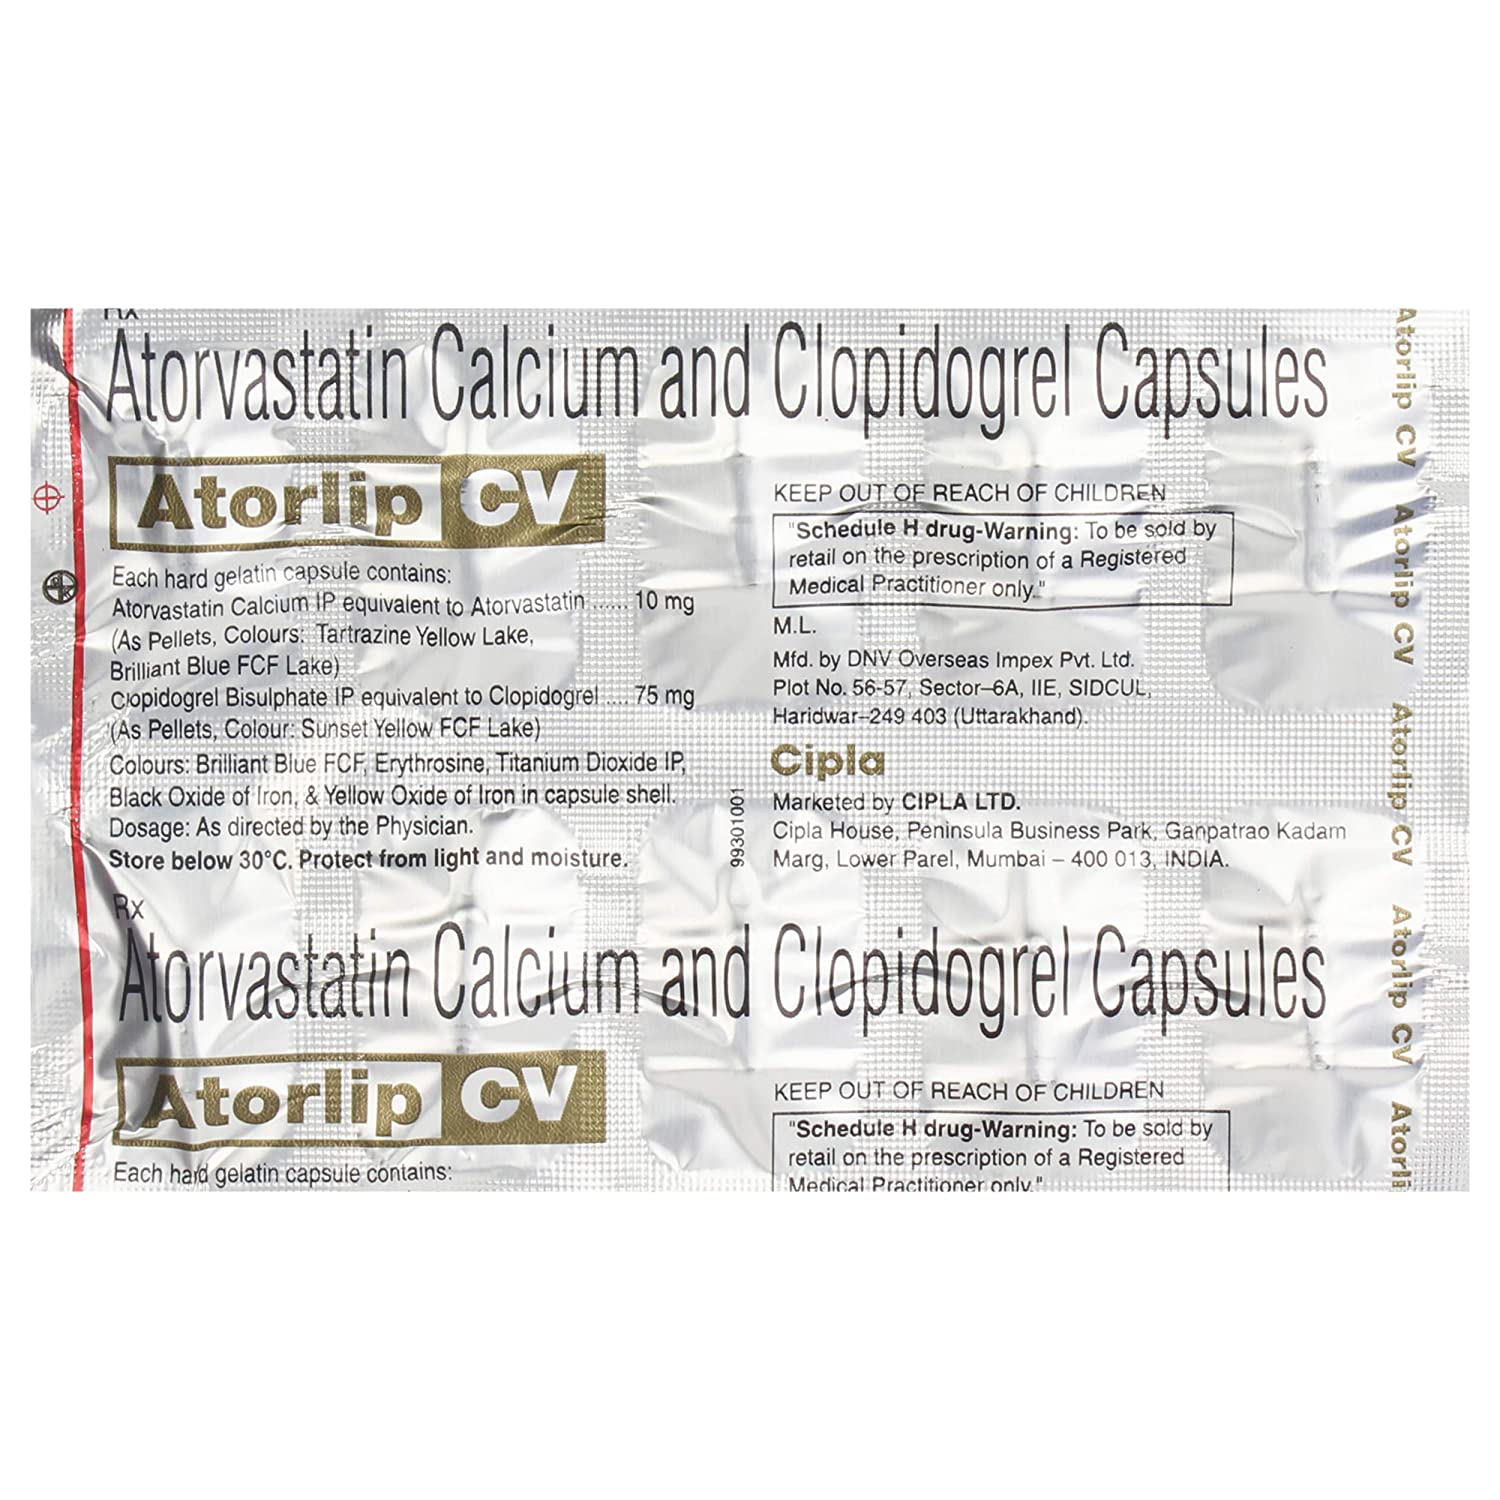 Rx
Atorvastatin Calcium and Clopidogrel Capsules
Atorlip CV
Each hard gelatin capsule contains:
Atorvastatin Calcium IP equivalent to Atorvastatin ...... 10 mg
(As Pellets, Colours: Tartrazine Yellow Lake,
Brilliant Blue FCF Lake)
Clopidogrel Bisulphate IP equivalent to Clopidogrel .... 75 mg
(As Pellets, Colour: Sunset Yellow FCF Lake)
Colours: Brilliant Blue FCF, Erythrosine, Titanium Dioxide IP,
Black Oxide of Iron, & Yellow Oxide of Iron in capsule shell.
Dosage: As directed by the Physician.
Store below 30°C. Protect from light and moisture.
KEEP OUT OF REACH OF CHILDREN
"Schedule H drug-Warning: To be sold by
retail on the prescription of a Registered
Medical Practitioner only."
M.L.
Mfd. by DNV Overseas Impex Pvt. Ltd.
Plot No. 56-57, Sector–6A, IIE, SIDCUL,
Haridwar–249 403 (Uttarakhand).
Cipla
Marketed by CIPLA LTD.
Cipla House, Peninsula Business Park, Ganpatrao Kadam
Marg, Lower Parel, Mumbai – 400 013, INDIA.
99301001
Rx
Atorvastatin Calcium and Clopidogrel Capsules
Atorlip CV
Each hard gelatin capsule contains:
KEEP OUT OF REACH OF CHILDREN
"Schedule H drug-Warning: To be sold by
retail on the prescription of a Registered
Medical Practitioner only."
Atorlip CV Atorlip CV Atorlip CV Atorlip CV Atorli